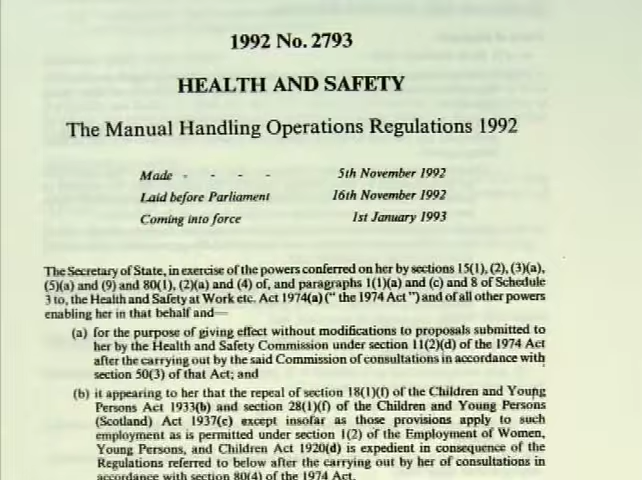 1992 No. 2793
HEALTH AND SAFETY
The Manual Handling Operations Regulations 1992
Made - - - - 5th November 1992
Laid before Parliament 16th November 1992
Coming into force 1st January 1993
The Secretary of State, in exercise of the powers conferred on her by sections 15(1), (2), (3)(a),
(5)(a) and (9) and 80(1), (2)(a) and (4) of, and paragraphs 1(1)(a) and (c) and 8 of Schedule
3 to, the Health and Safety at Work etc. Act 1974(a) (" the 1974 Act ") and of all other powers
enabling her in that behalf and—
(a) for the purpose of giving effect without modifications to proposals submitted to
her by the Health and Safety Commission under section 11(2)(d) of the 1974 Act
after the carrying out by the said Commission of consultations in accordance with
section 50(3) of that Act; and
(b) it appearing to her that the repeal of section 18(1)(f) of the Children and Young
Persons Act 1933(b) and section 28(1)(f) of the Children and Young Persons
(Scotland) Act 1937(c) except insofar as those provisions apply to such
employment as is permitted under section 1(2) of the Employment of Women,
Young Persons, and Children Act 1920(d) is expedient in consequence of the
Regulations referred to below after the carrying out by her of consultations in
accordance with section 80(4) of the 1974 Act,